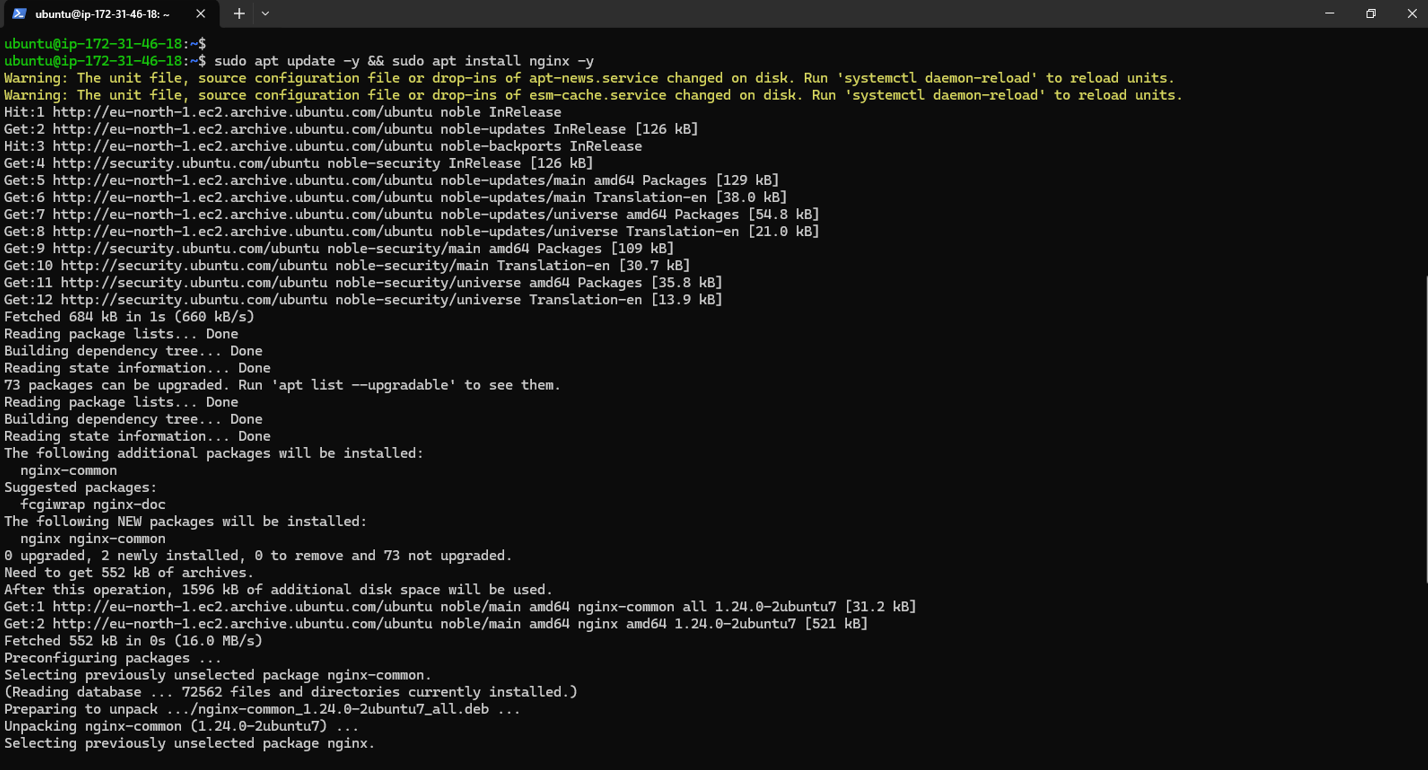 ubuntu@ip-172-31-46-18: ~
ubuntu@ip-172-31-46-18:~$
ubuntu@ip-172-31-46-18:~$ sudo apt update -y && sudo apt install nginx -y
Warning: The unit file, source configuration file or drop-ins of apt-news.service changed on disk. Run 'systemctl daemon-reload' to reload units.
Warning: The unit file, source configuration file or drop-ins of esm-cache.service changed on disk. Run 'systemctl daemon-reload' to reload units.
Hit:1 http://eu-north-1.ec2.archive.ubuntu.com/ubuntu noble InRelease
Get:2 http://eu-north-1.ec2.archive.ubuntu.com/ubuntu noble-updates InRelease [126 kB]
Hit:3 http://eu-north-1.ec2.archive.ubuntu.com/ubuntu noble-backports InRelease
Get:4 http://security.ubuntu.com/ubuntu noble-security InRelease [126 kB]
Get:5 http://eu-north-1.ec2.archive.ubuntu.com/ubuntu noble-updates/main amd64 Packages [129 kB]
Get:6 http://eu-north-1.ec2.archive.ubuntu.com/ubuntu noble-updates/main Translation-en [38.0 kB]
Get:7 http://eu-north-1.ec2.archive.ubuntu.com/ubuntu noble-updates/universe amd64 Packages [54.8 kB]
Get:8 http://eu-north-1.ec2.archive.ubuntu.com/ubuntu noble-updates/universe Translation-en [21.0 kB]
Get:9 http://security.ubuntu.com/ubuntu noble-security/main amd64 Packages [109 kB]
Get:10 http://security.ubuntu.com/ubuntu noble-security/main Translation-en [30.7 kB]
Get:11 http://security.ubuntu.com/ubuntu noble-security/universe amd64 Packages [35.8 kB]
Get:12 http://security.ubuntu.com/ubuntu noble-security/universe Translation-en [13.9 kB]
Fetched 684 kB in 1s (660 kB/s)
Reading package lists... Done
Building dependency tree... Done
Reading state information... Done
73 packages can be upgraded. Run 'apt list --upgradable' to see them.
Reading package lists... Done
Building dependency tree... Done
Reading state information... Done
The following additional packages will be installed:
  nginx-common
Suggested packages:
  fcgiwrap nginx-doc
The following NEW packages will be installed:
  nginx nginx-common
0 upgraded, 2 newly installed, 0 to remove and 73 not upgraded.
Need to get 552 kB of archives.
After this operation, 1596 kB of additional disk space will be used.
Get:1 http://eu-north-1.ec2.archive.ubuntu.com/ubuntu noble/main amd64 nginx-common all 1.24.0-2ubuntu7 [31.2 kB]
Get:2 http://eu-north-1.ec2.archive.ubuntu.com/ubuntu noble/main amd64 nginx amd64 1.24.0-2ubuntu7 [521 kB]
Fetched 552 kB in 0s (16.0 MB/s)
Preconfiguring packages ...
Selecting previously unselected package nginx-common.
(Reading database ... 72562 files and directories currently installed.)
Preparing to unpack .../nginx-common_1.24.0-2ubuntu7_all.deb ...
Unpacking nginx-common (1.24.0-2ubuntu7) ...
Selecting previously unselected package nginx.